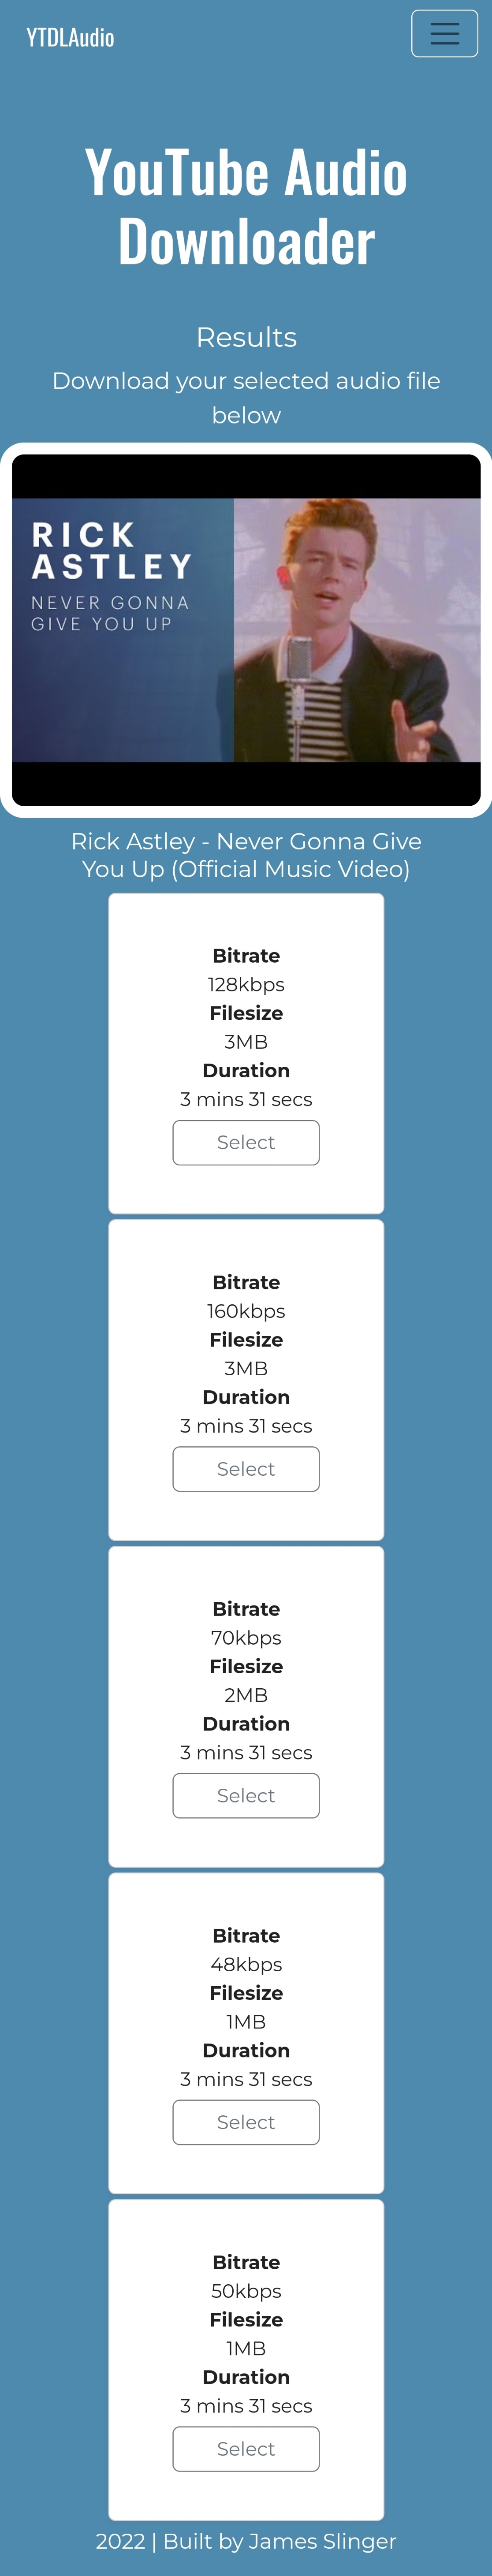 YTDLAudio
YouTube Audio
Downloader
Results
Download your selected audio file
below
RICK
ASTLEY
NEVER GONNA
GIVE YOU UP
Rick Astley - Never Gonna Give
You Up (Official Music Video)
Bitrate
128kbps
Filesize
3MB
Duration
3 mins 31 secs
Select
Bitrate
160kbps
Filesize
3MB
Duration
3 mins 31 secs
Select
Bitrate
70kbps
Filesize
2MB
Duration
3 mins 31 secs
Select
Bitrate
48kbps
Filesize
1MB
Duration
3 mins 31 secs
Select
Bitrate
50kbps
Filesize
1MB
Duration
3 mins 31 secs
Select
2022 | Built by James Slinger